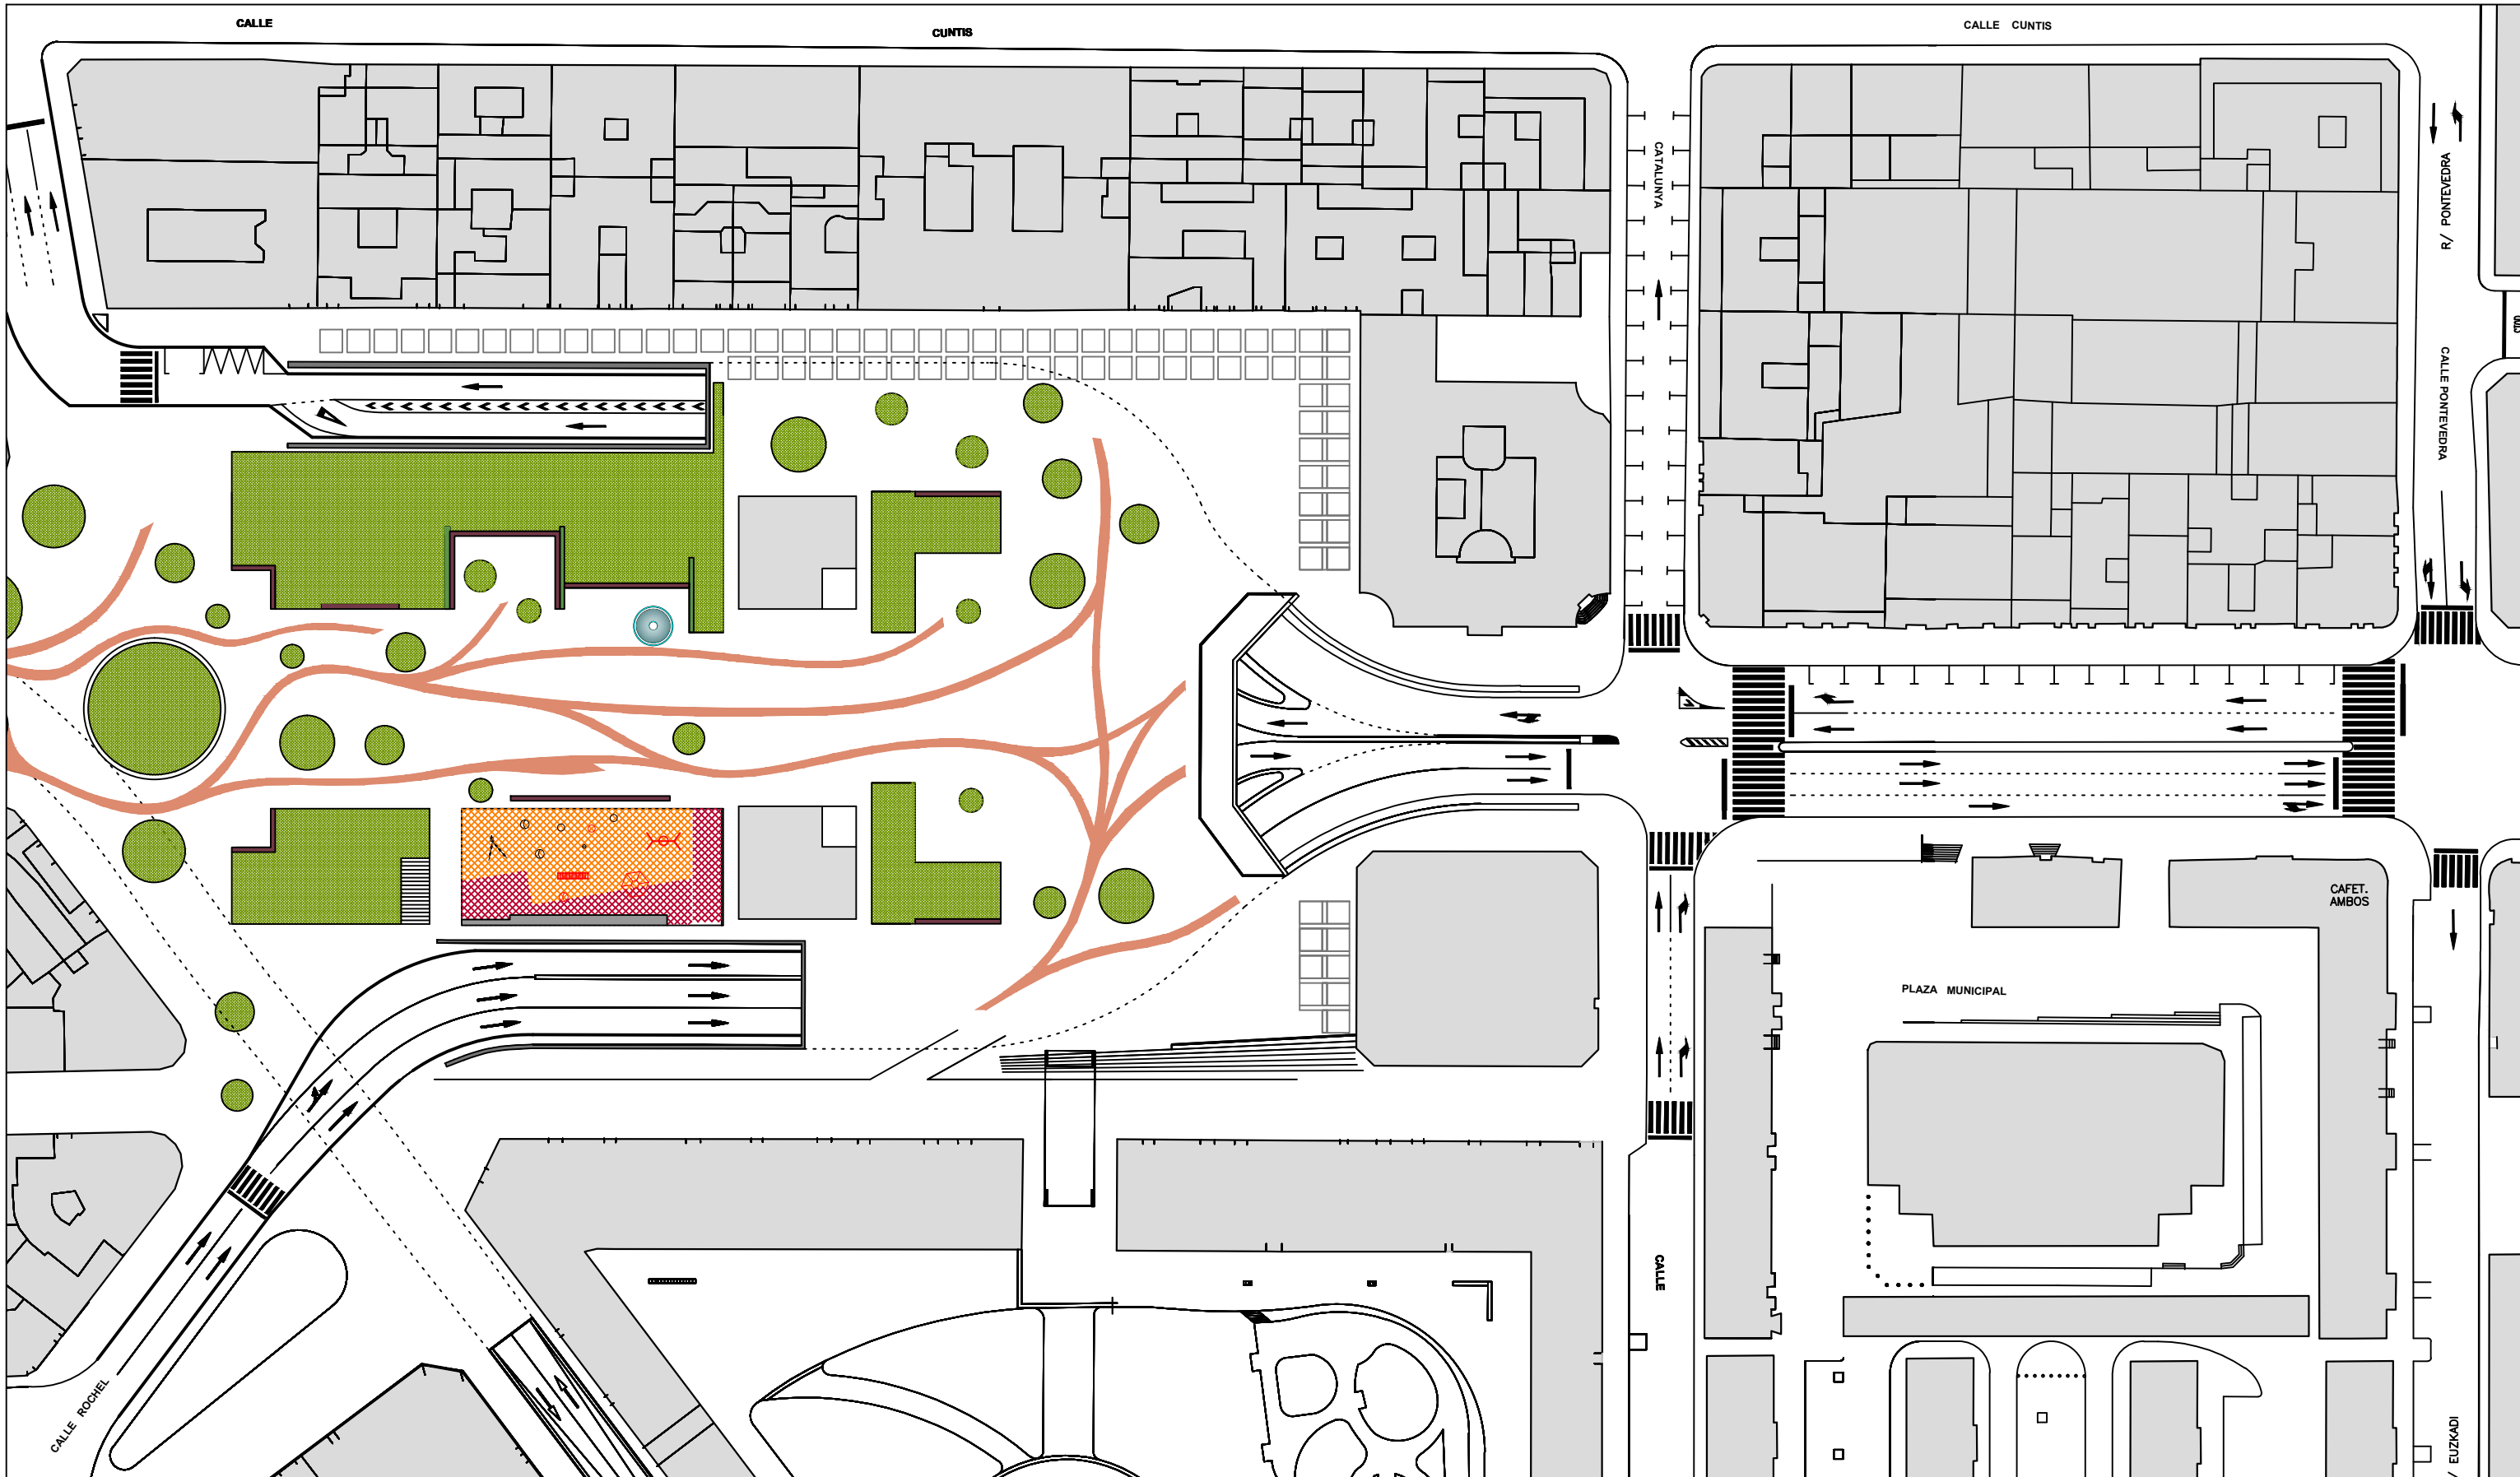 CALLE
CUNTIS
CALLE CUNTIS
CATALUNYA
R/ PONTEVEDRA
CALLE PONTEVEDRA
CAFET.
AMBOS
PLAZA MUNICIPAL
CALLE
CALLE ROCHEL
/ EUZKADI